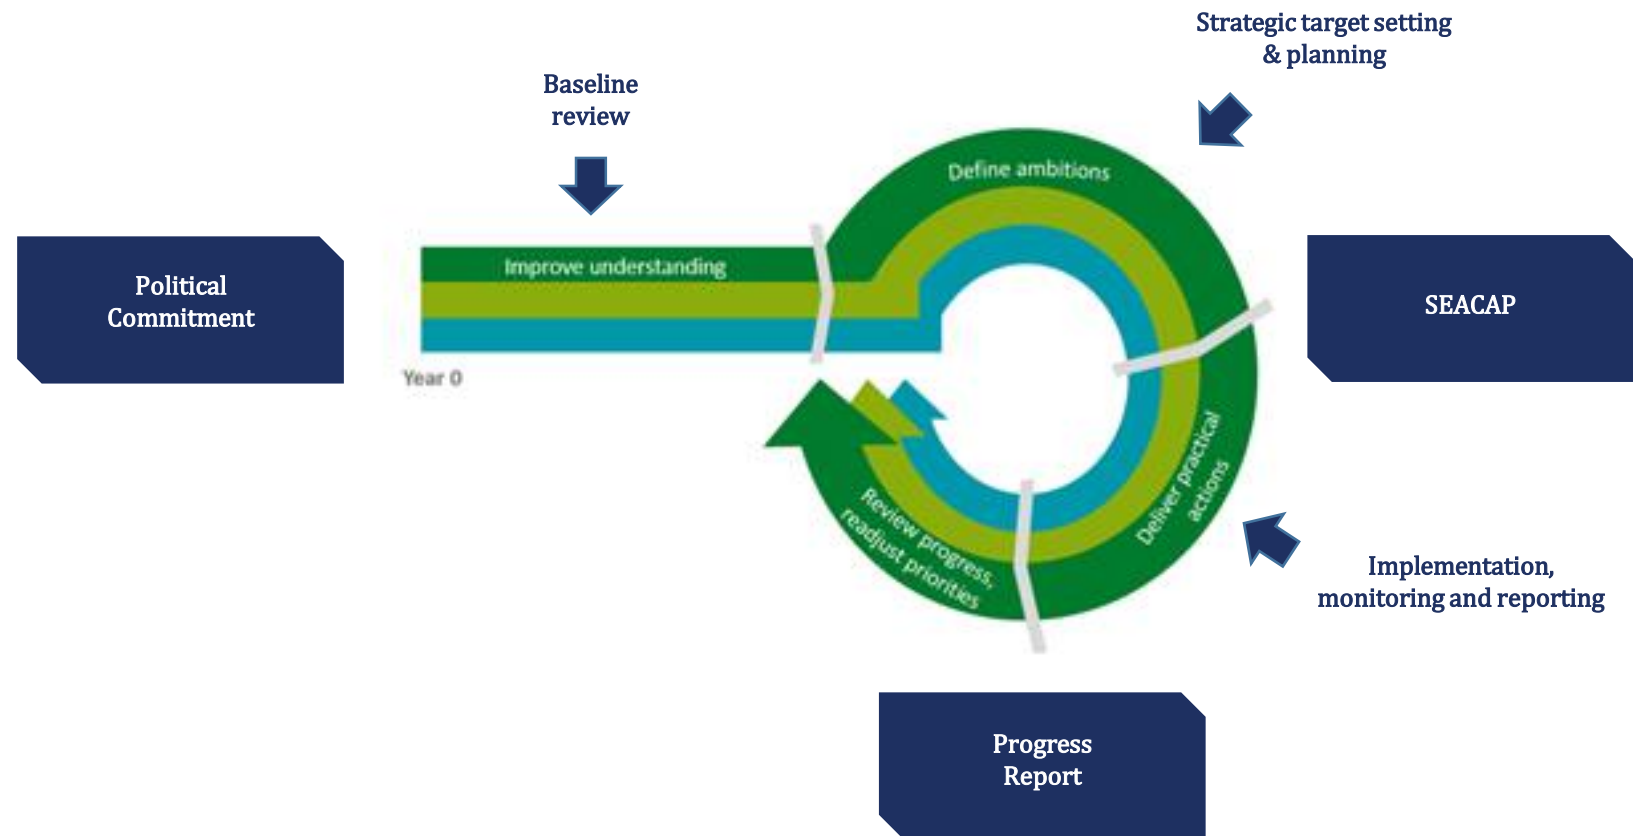 Strategic target setting
& planning
Baseline
review
Define ambitions
Improve understanding
Political
Commitment
SEACAP
Year 0
Deliver practical
actions
Review progress,
readjust priorities
Implementation,
monitoring and reporting
Progress
Report